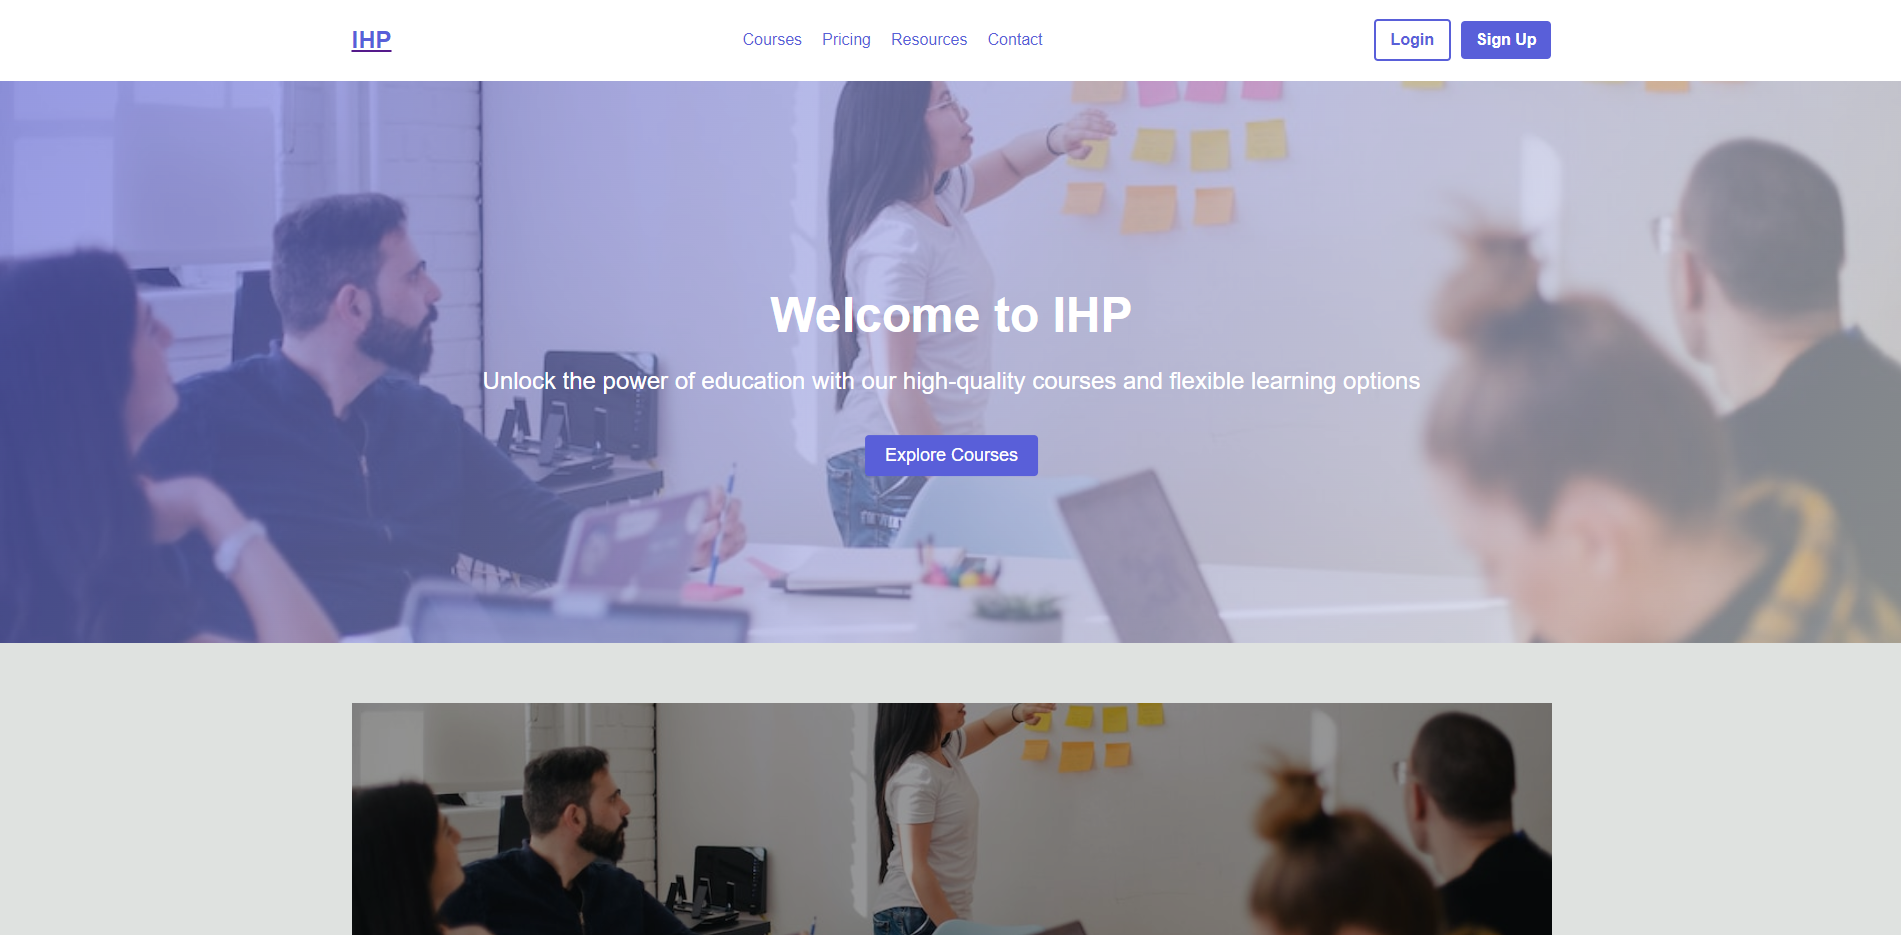 IHP
Courses Pricing Resources Contact
Login Sign Up
Welcome to IHP
Unlock the power of education with our high-quality courses and flexible learning options
Explore Courses